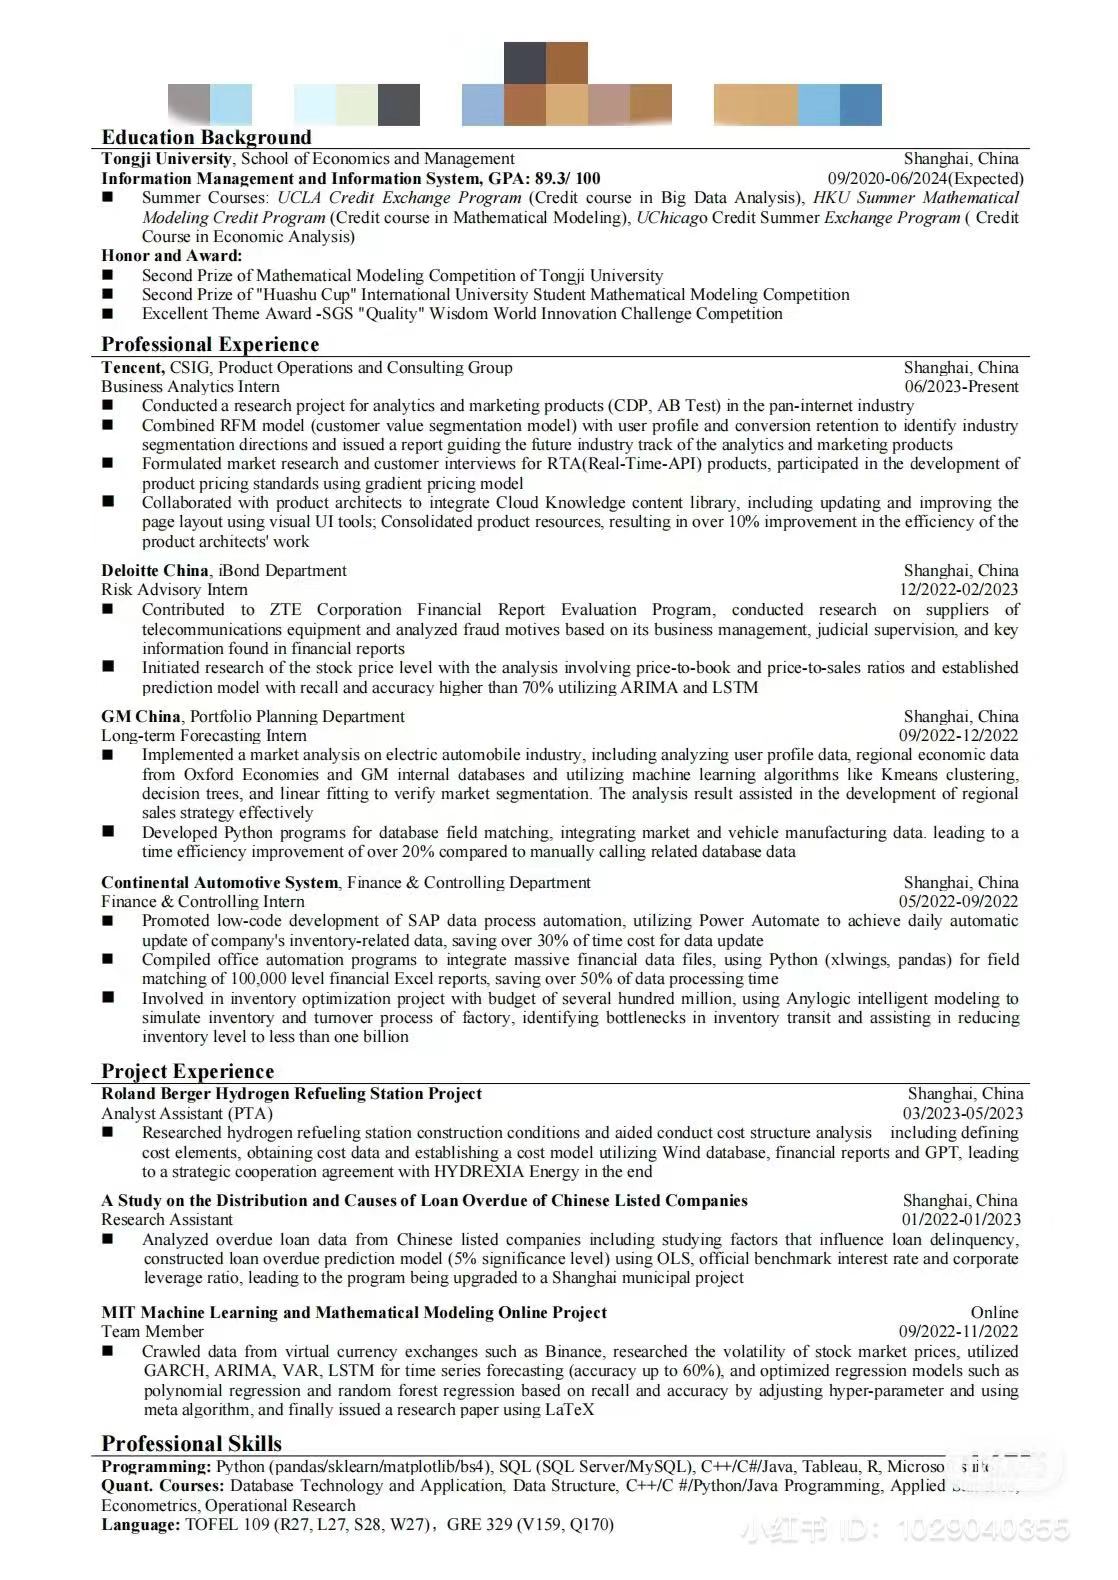 Education Background
Tongji University, School of Economics and Management Shanghai, China
Information Management and Information System, GPA: 89.3/ 100 09/2020-06/2024(Expected)
■ Summer Courses: UCLA Credit Exchange Program (Credit course in Big Data Analysis), HKU Summer Mathematical
Modeling Credit Program (Credit course in Mathematical Modeling), UChicago Credit Summer Exchange Program ( Credit
Course in Economic Analysis)
Honor and Award:
■ Second Prize of Mathematical Modeling Competition of Tongji University
■ Second Prize of "Huashu Cup" International University Student Mathematical Modeling Competition
■ Excellent Theme Award -SGS "Quality" Wisdom World Innovation Challenge Competition
Professional Experience
Tencent, CSIG, Product Operations and Consulting Group Shanghai, China
Business Analytics Intern 06/2023-Present
■ Conducted a research project for analytics and marketing products (CDP, AB Test) in the pan-internet industry
■ Combined RFM model (customer value segmentation model) with user profile and conversion retention to identify industry
segmentation directions and issued a report guiding the future industry track of the analytics and marketing products
■ Formulated market research and customer interviews for RTA(Real-Time-API) products, participated in the development of
product pricing standards using gradient pricing model
■ Collaborated with product architects to integrate Cloud Knowledge content library, including updating and improving the
page layout using visual UI tools; Consolidated product resources, resulting in over 10% improvement in the efficiency of the
product architects' work
Deloitte China, iBond Department Shanghai, China
Risk Advisory Intern 12/2022-02/2023
■ Contributed to ZTE Corporation Financial Report Evaluation Program, conducted research on suppliers of
telecommunications equipment and analyzed fraud motives based on its business management, judicial supervision, and key
information found in financial reports
■ Initiated research of the stock price level with the analysis involving price-to-book and price-to-sales ratios and established
prediction model with recall and accuracy higher than 70% utilizing ARIMA and LSTM
GM China, Portfolio Planning Department Shanghai, China
Long-term Forecasting Intern 09/2022-12/2022
■ Implemented a market analysis on electric automobile industry, including analyzing user profile data, regional economic data
from Oxford Economies and GM internal databases and utilizing machine learning algorithms like Kmeans clustering,
decision trees, and linear fitting to verify market segmentation. The analysis result assisted in the development of regional
sales strategy effectively
■ Developed Python programs for database field matching, integrating market and vehicle manufacturing data. leading to a
time efficiency improvement of over 20% compared to manually calling related database data
Continental Automotive System, Finance & Controlling Department Shanghai, China
Finance & Controlling Intern 05/2022-09/2022
■ Promoted low-code development of SAP data process automation, utilizing Power Automate to achieve daily automatic
update of company's inventory-related data, saving over 30% of time cost for data update
■ Compiled office automation programs to integrate massive financial data files, using Python (xlwings, pandas) for field
matching of 100,000 level financial Excel reports, saving over 50% of data processing time
■ Involved in inventory optimization project with budget of several hundred million, using Anylogic intelligent modeling to
simulate inventory and turnover process of factory, identifying bottlenecks in inventory transit and assisting in reducing
inventory level to less than one billion
Project Experience
Roland Berger Hydrogen Refueling Station Project Shanghai, China
Analyst Assistant (PTA) 03/2023-05/2023
■ Researched hydrogen refueling station construction conditions and aided conduct cost structure analysis including defining
cost elements, obtaining cost data and establishing a cost model utilizing Wind database, financial reports and GPT, leading
to a strategic cooperation agreement with HYDREXIA Energy in the end
A Study on the Distribution and Causes of Loan Overdue of Chinese Listed Companies Shanghai, China
Research Assistant 01/2022-01/2023
■ Analyzed overdue loan data from Chinese listed companies including studying factors that influence loan delinquency,
constructed loan overdue prediction model (5% significance level) using OLS, official benchmark interest rate and corporate
leverage ratio, leading to the program being upgraded to a Shanghai municipal project
MIT Machine Learning and Mathematical Modeling Online Project Online
Team Member 09/2022-11/2022
■ Crawled data from virtual currency exchanges such as Binance, researched the volatility of stock market prices, utilized
GARCH, ARIMA, VAR, LSTM for time series forecasting (accuracy up to 60%), and optimized regression models such as
polynomial regression and random forest regression based on recall and accuracy by adjusting hyper-parameter and using
meta algorithm, and finally issued a research paper using LaTeX
Professional Skills
Programming: Python (pandas/sklearn/matplotlib/bs4), SQL (SQL Server/MySQL), C++/C#/Java, Tableau, R,
Quant. Courses: Database Technology and Application, Data Structure, C++/C #/Python/Java Programming, Applied
Econometrics, Operational Research
Language: TOFEL 109 (R27, L27, S28, W27)，GRE 329 (V159, Q170)
小红书 ID：1029040355